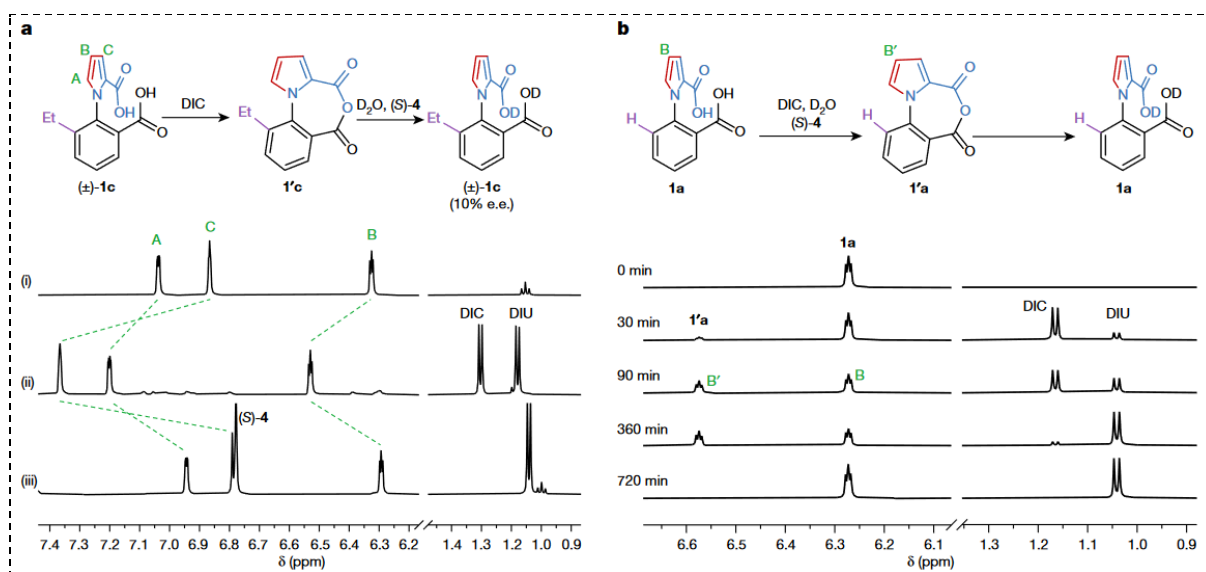 a
B C
A
N
O
OH
OH
O
Et
(±)-1c
DIC
N
O
O
O
Et
1′c
D₂O, (S)-4
N
O
OD
OD
O
Et
(±)-1c
(10% e.e.)
A
C
B
(i)
DIC
DIU
(ii)
(S)-4
(iii)
7.4 7.3 7.2 7.1 7.0 6.9 6.8 6.7 6.6 6.5 6.4 6.3 6.2 1.4 1.3 1.2 1.1 1.0 0.9
δ (ppm)
b
B
N
O
OH
OH
O
H
1a
DIC, D₂O
(S)-4
B′
N
O
O
O
H
1′a
N
O
OD
OD
O
H
1a
1a
0 min
DIC
DIU
30 min
1′a
90 min
B′
B
360 min
720 min
6.6 6.5 6.4 6.3 6.2 6.1 1.3 1.2 1.1 1.0 0.9
δ (ppm)